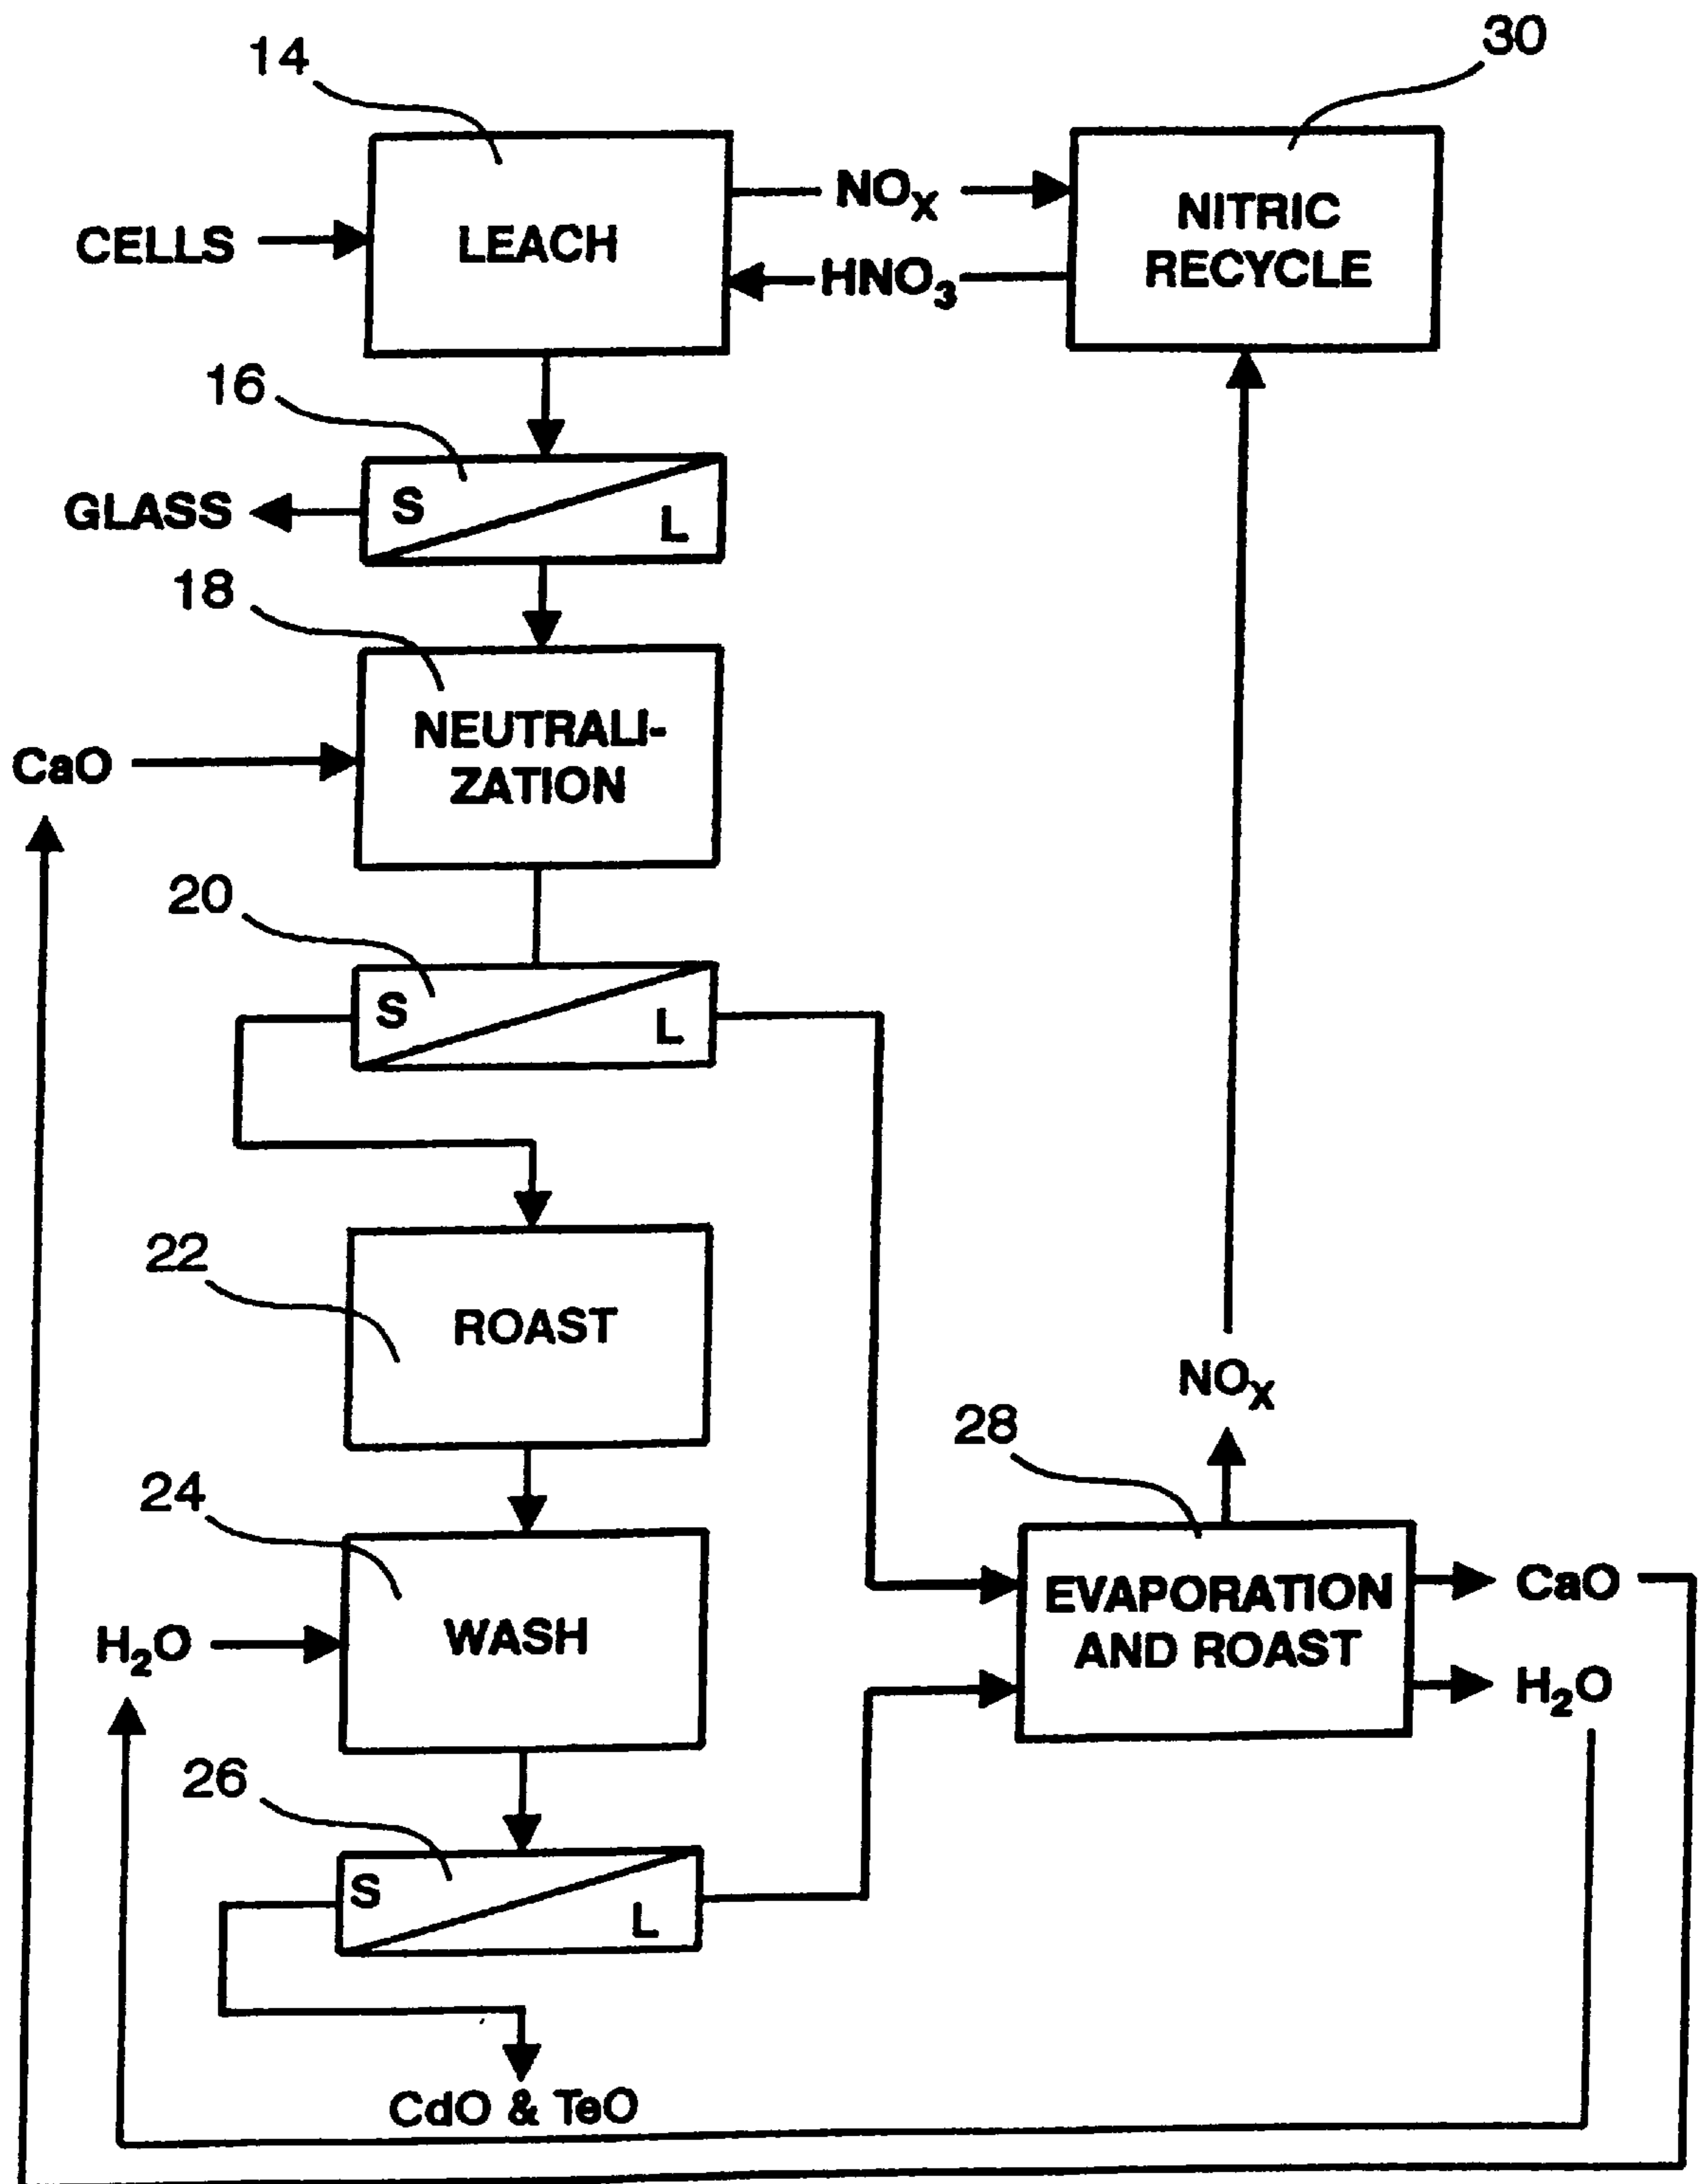 14
30
CELLS
LEACH
NOX
HNO3
NITRIC
RECYCLE
16
GLASS
S
L
18
CaO
NEUTRALI-
ZATION
20
S
L
22
ROAST
NOX
28
24
H2O
WASH
EVAPORATION
AND ROAST
CaO
H2O
26
S
L
CdO & TeO